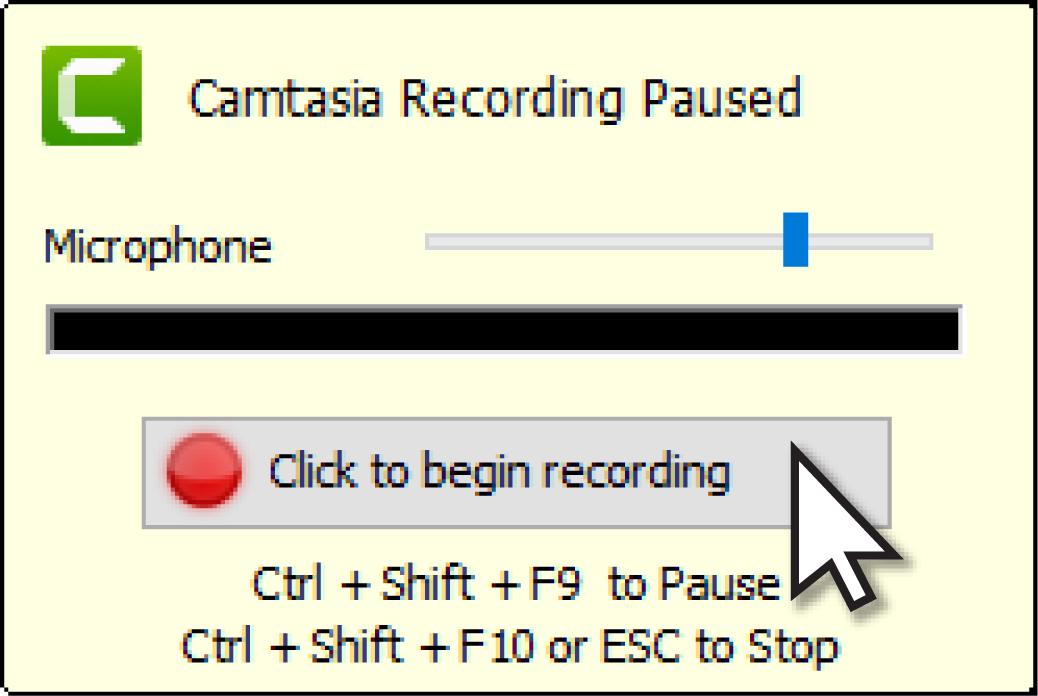 Camtasia Recording Paused
Microphone
Click to begin recording
Ctrl + Shift + F9 to Pause
Ctrl + Shift + F10 or ESC to Stop